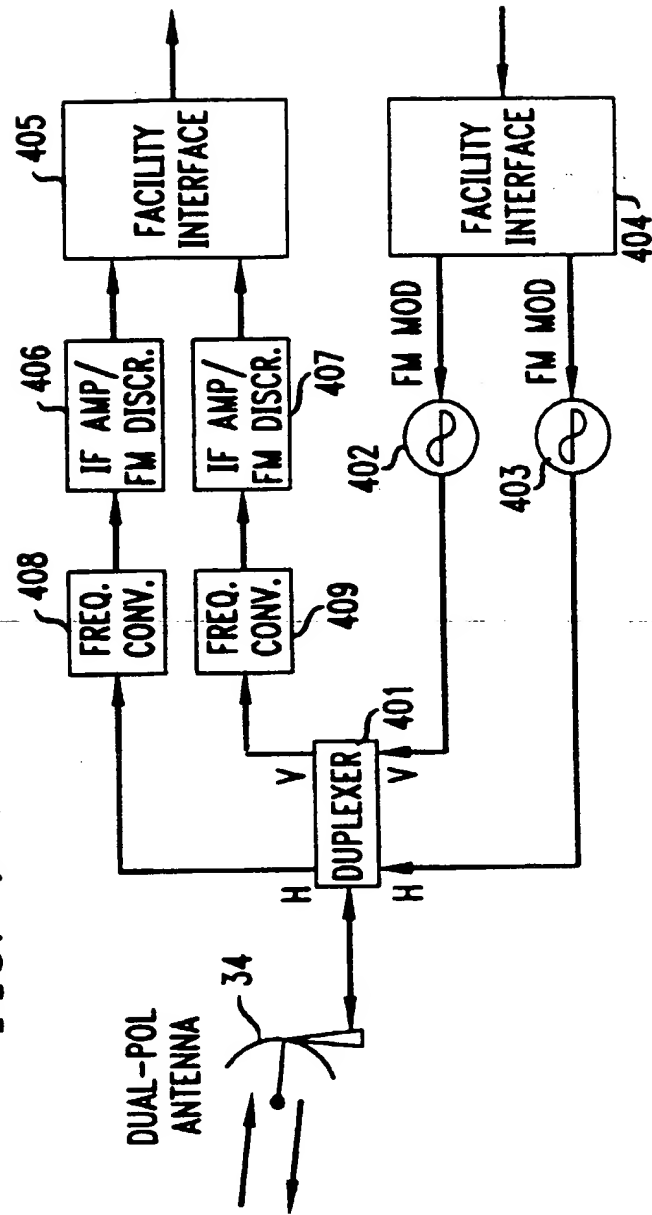 DUAL-POL
ANTENNA
34
H
V
DUPLEXER
401
H
V
408
FREQ.
CONV.
FREQ.
CONV.
409
406
IF AMP/
FM DISCR.
IF AMP/
FM DISCR.
407
405
FACILITY
INTERFACE
402
FM MOD
403
FM MOD
FACILITY
INTERFACE
404